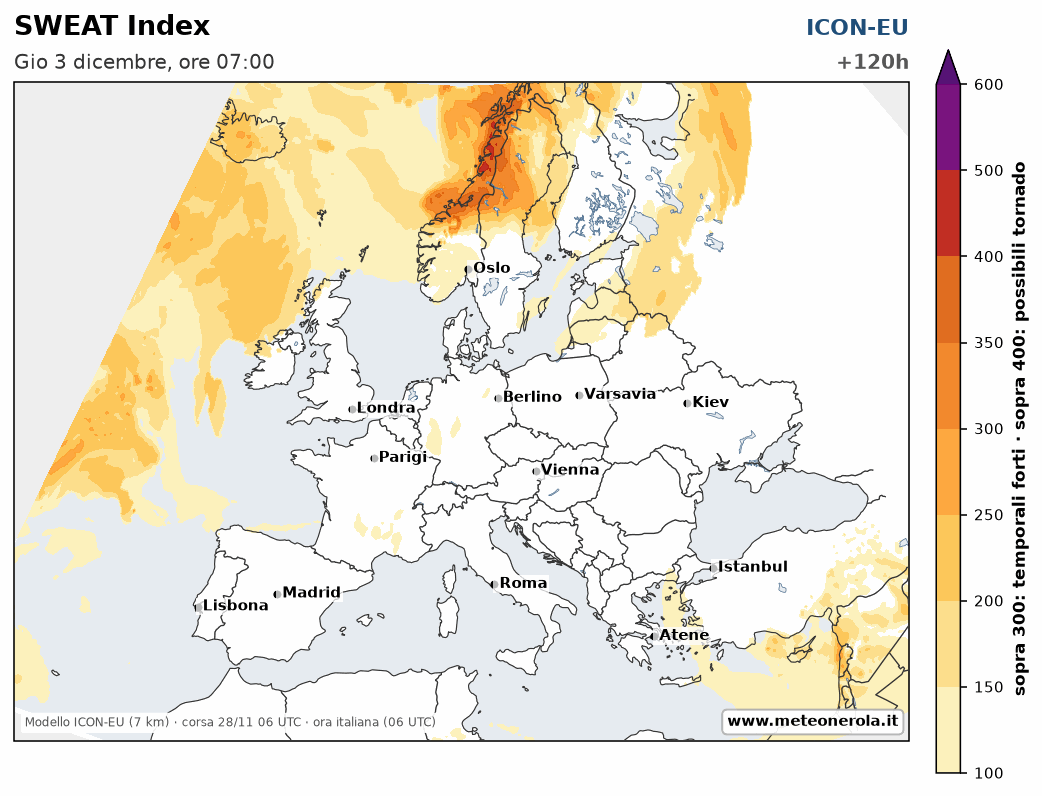 SWEAT Index
ICON-EU
Gio 3 dicembre, ore 07:00
+120h
600
500
400
350
300
250
200
150
100
sopra 300: temporali forti · sopra 400: possibili tornado
Oslo
Berlino
Varsavia
Kiev
Londra
Parigi
Vienna
Istanbul
Roma
Madrid
Lisbona
Atene
Modello ICON-EU (7 km) · corsa 28/11 06 UTC · ora italiana (06 UTC)
www.meteonerola.it